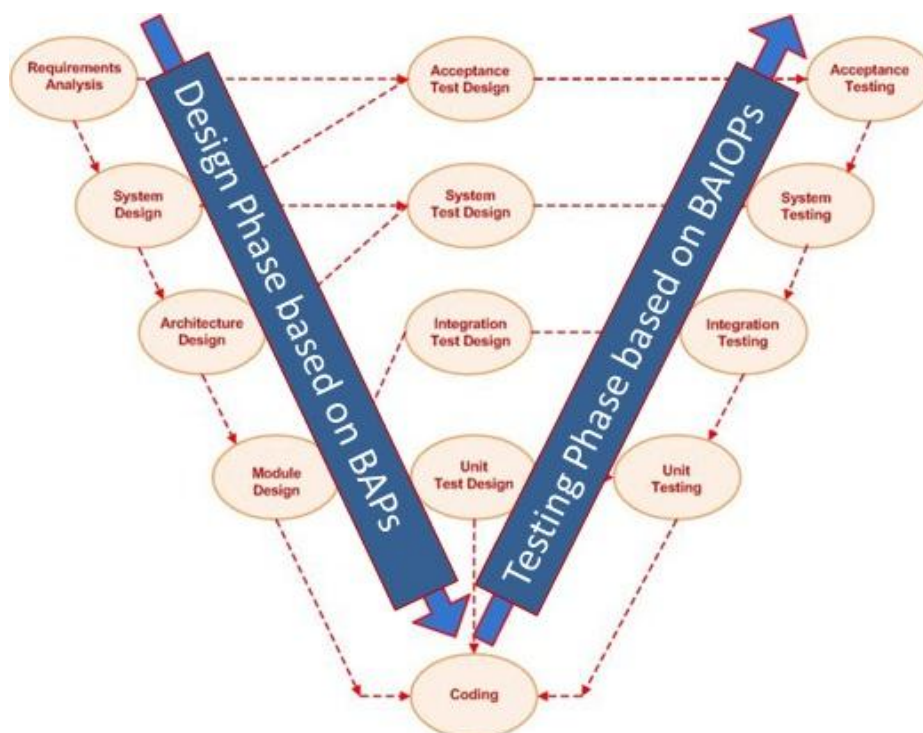 Requirements
Analysis
Acceptance
Test Design
Acceptance
Testing
Design Phase based on BAPs
Testing Phase based on BAIOPs
System
Design
System
Test Design
System
Testing
Architecture
Design
Integration
Test Design
Integration
Testing
Module
Design
Unit
Test Design
Unit
Testing
Coding